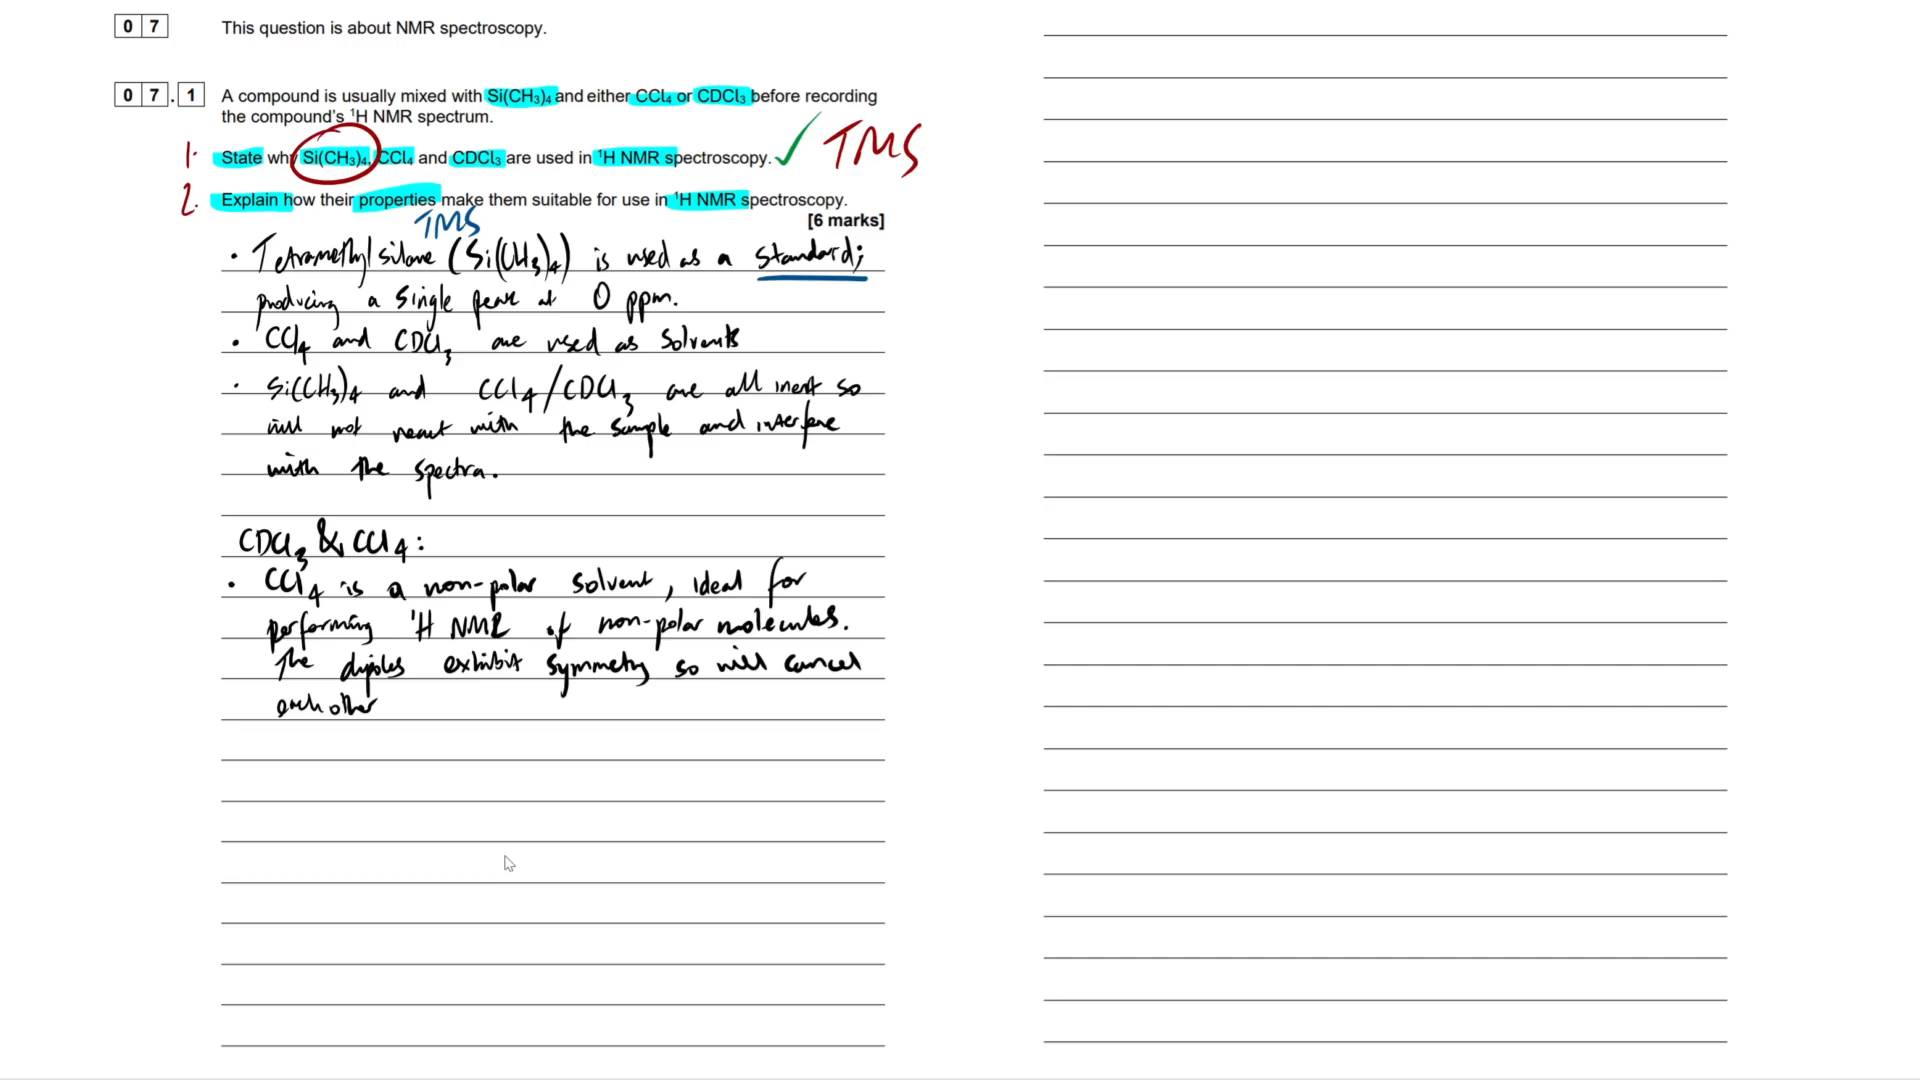 0 7 This question is about NMR spectroscopy.
0 7 . 1 A compound is usually mixed with Si(CH₃)₄ and either CCl₄ or CDCl₃ before recording
the compound's ¹H NMR spectrum.
1. State why Si(CH₃)₄, CCl₄ and CDCl₃ are used in ¹H NMR spectroscopy. ✓ TMS
2. Explain how their properties make them suitable for use in ¹H NMR spectroscopy.
[6 marks]
TMS
• Tetramethylsilane (Si(CH₃)₄) is used as a standard;
producing a single peak at 0 ppm.
• CCl₄ and CDCl₃ are used as solvents
• Si(CH₃)₄ and CCl₄/CDCl₃ are all inert so
will not react with the sample and interfere
with the spectra.
CDCl₃ & CCl₄:
• CCl₄ is a non-polar solvent, ideal for
performing ¹H NMR of non-polar molecules.
The dipoles exhibit symmetry so will cancel
each other